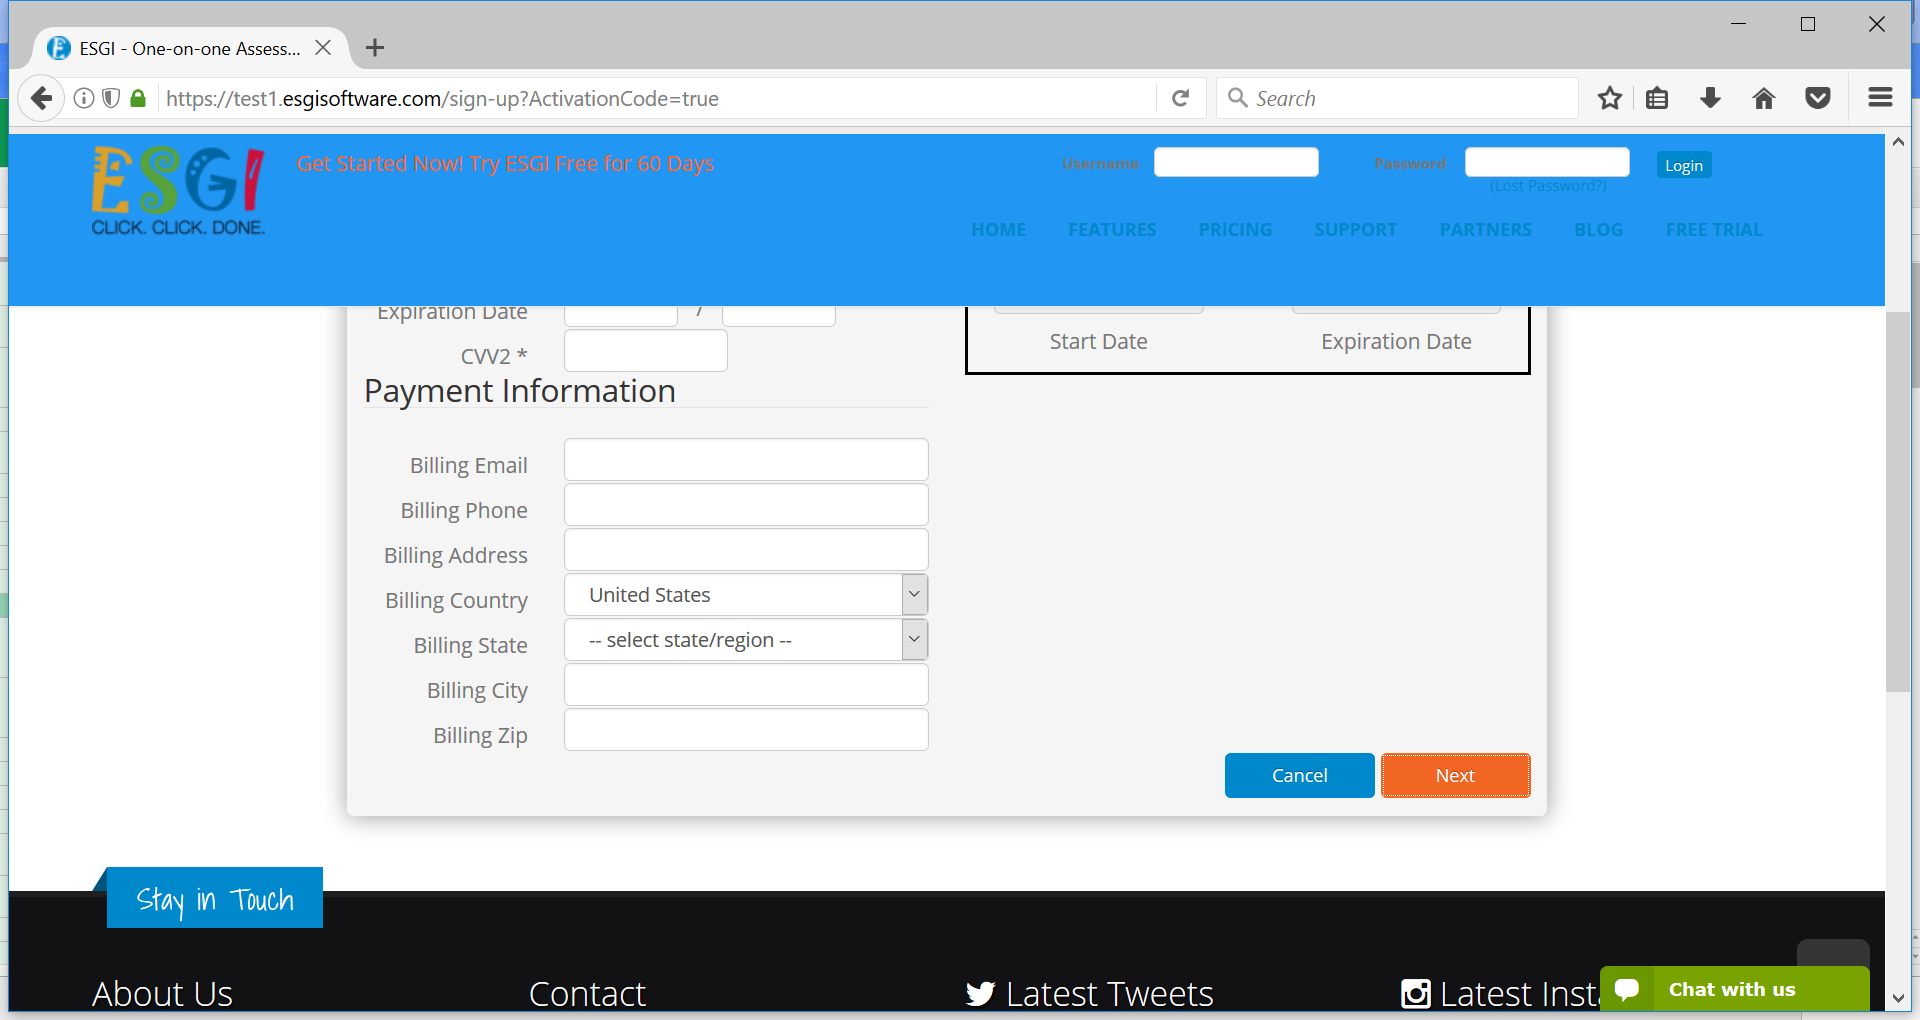 ESGI - One-on-one Assess...
https://test1.esgisoftware.com/sign-up?ActivationCode=true
Search
ESGI
CLICK. CLICK. DONE.
Get Started Now! Try ESGI Free for 60 Days
Username
Password
Login
(Lost Password?)
HOME FEATURES PRICING SUPPORT PARTNERS BLOG FREE TRIAL
Expiration Date /
CVV2 *
Start Date
Expiration Date
Payment Information
Billing Email
Billing Phone
Billing Address
Billing Country United States
Billing State -- select state/region --
Billing City
Billing Zip
Cancel
Next
Stay in Touch
About Us
Contact
Latest Tweets
Latest Insta
Chat with us